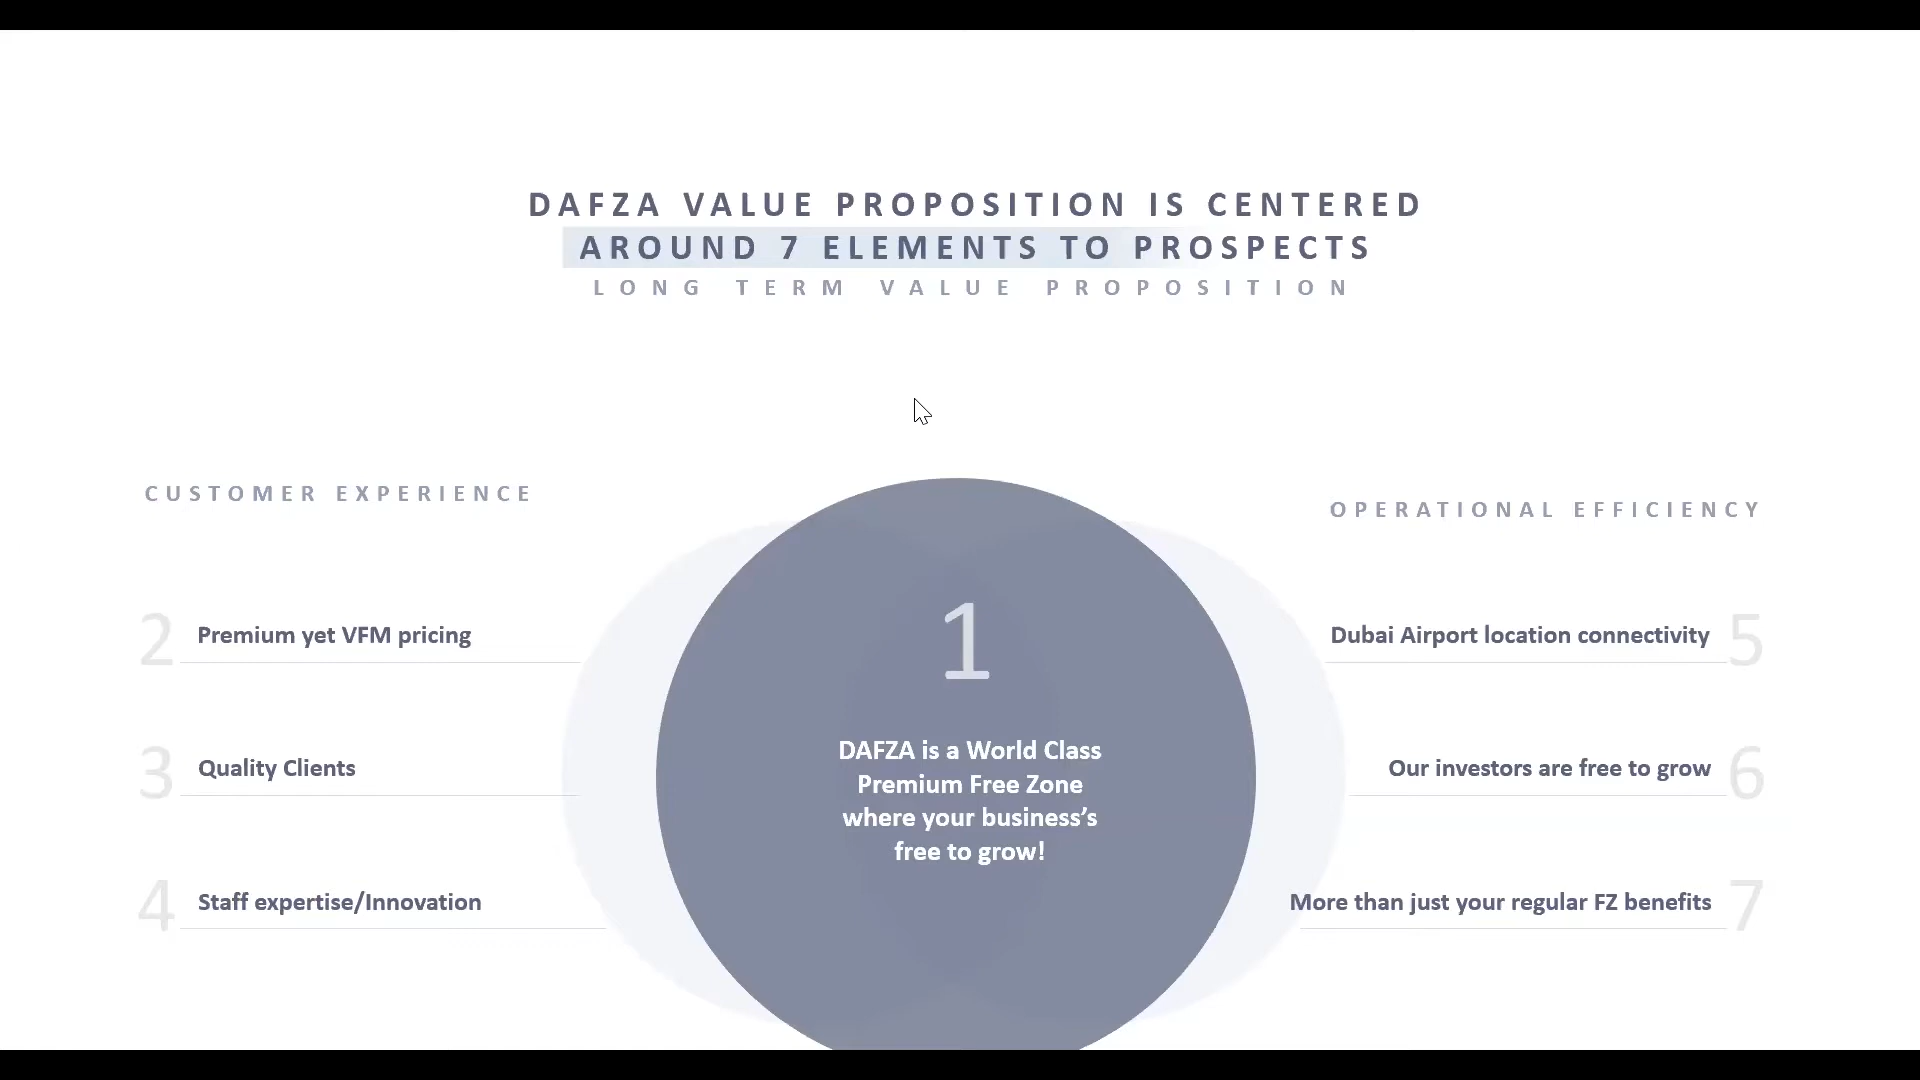 DAFZA VALUE PROPOSITION IS CENTERED
AROUND 7 ELEMENTS TO PROSPECTS
LONG TERM VALUE PROPOSITION
CUSTOMER EXPERIENCE
2 Premium yet VFM pricing
3 Quality Clients
4 Staff expertise/Innovation
1
DAFZA is a World Class
Premium Free Zone
where your business’s
free to grow!
OPERATIONAL EFFICIENCY
Dubai Airport location connectivity 5
Our investors are free to grow 6
More than just your regular FZ benefits 7